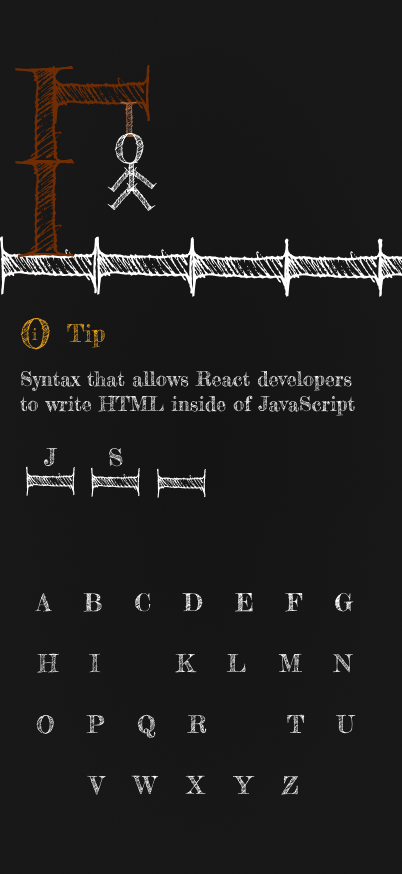 i Tip
Syntax that allows React developers
to write HTML inside of JavaScript
J S
A B C D E F G
H I K L M N
O P Q R T U
V W X Y Z